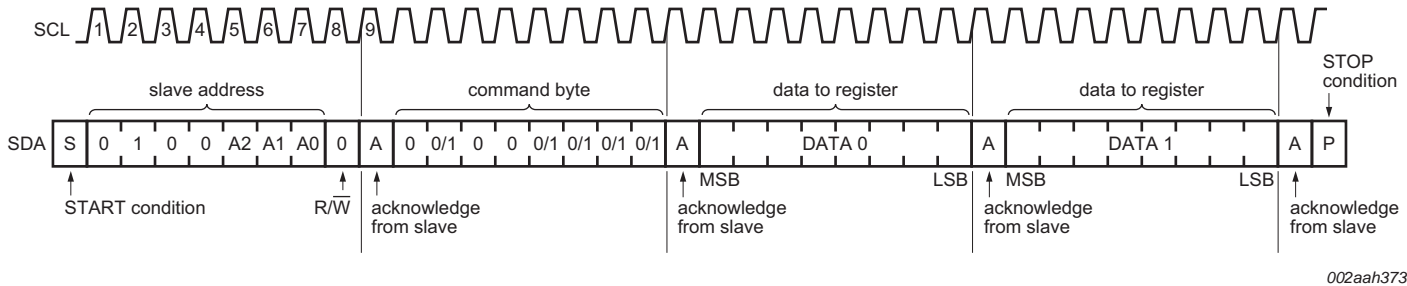 SCL 1 2 3 4 5 6 7 8 9
STOP
condition
slave address command byte data to register data to register
SDA S 0 1 0 0 A2 A1 A0 0 A 0 0/1 0 0 0/1 0/1 0/1 0/1 A DATA 0 A DATA 1 A P
MSB LSB MSB LSB
START condition R/W̅ acknowledge acknowledge acknowledge acknowledge
from slave from slave from slave from slave
002aah373